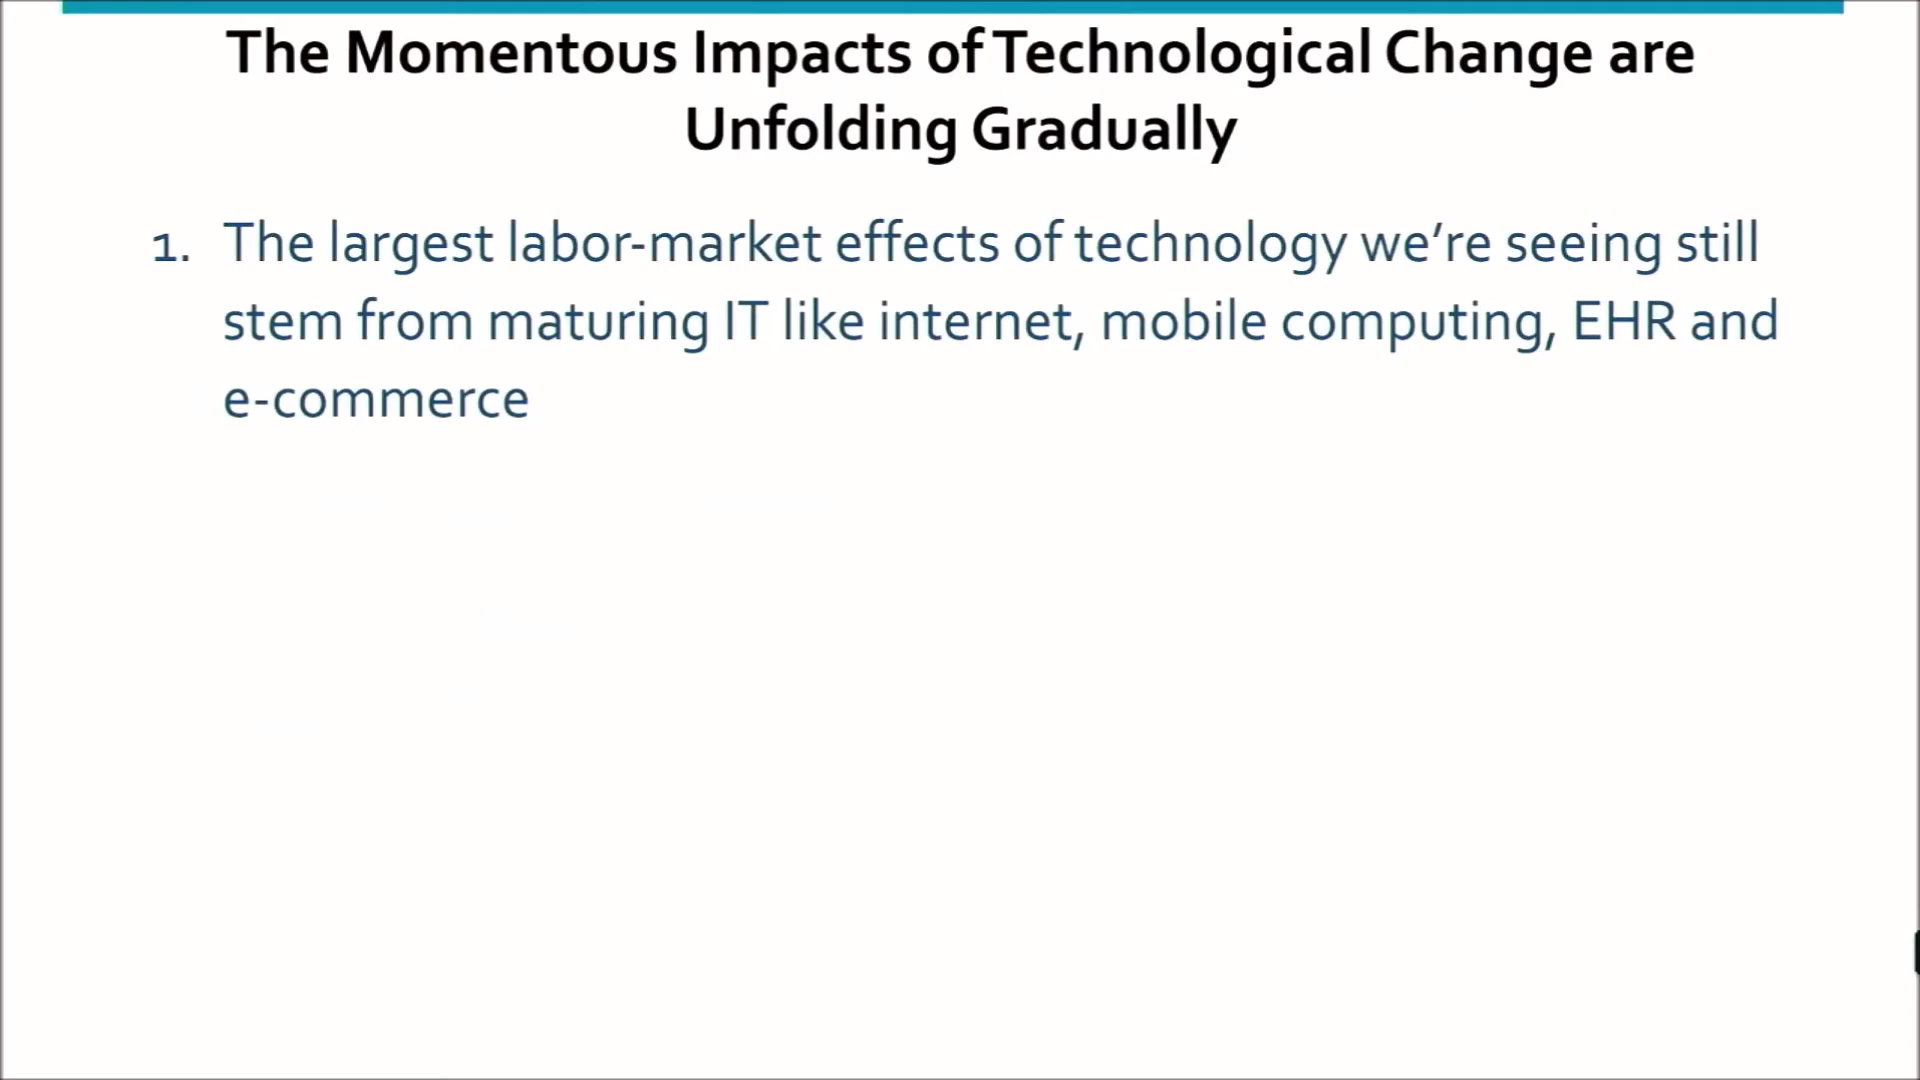 The Momentous Impacts of Technological Change are
Unfolding Gradually
1. The largest labor-market effects of technology we’re seeing still
stem from maturing IT like internet, mobile computing, EHR and
e-commerce